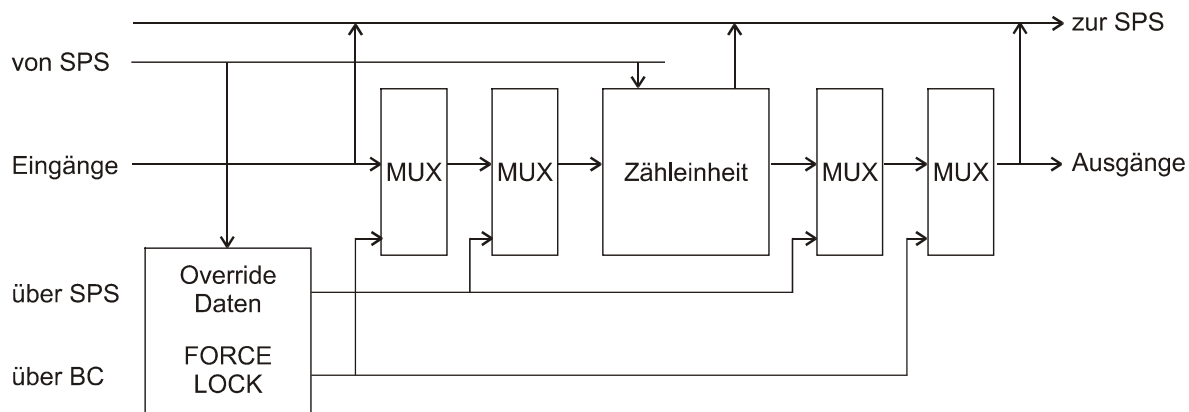 zur SPS
von SPS
Eingänge
MUX
MUX
Zähleinheit
MUX
MUX
Ausgänge
über SPS
Override
Daten
FORCE
LOCK
über BC